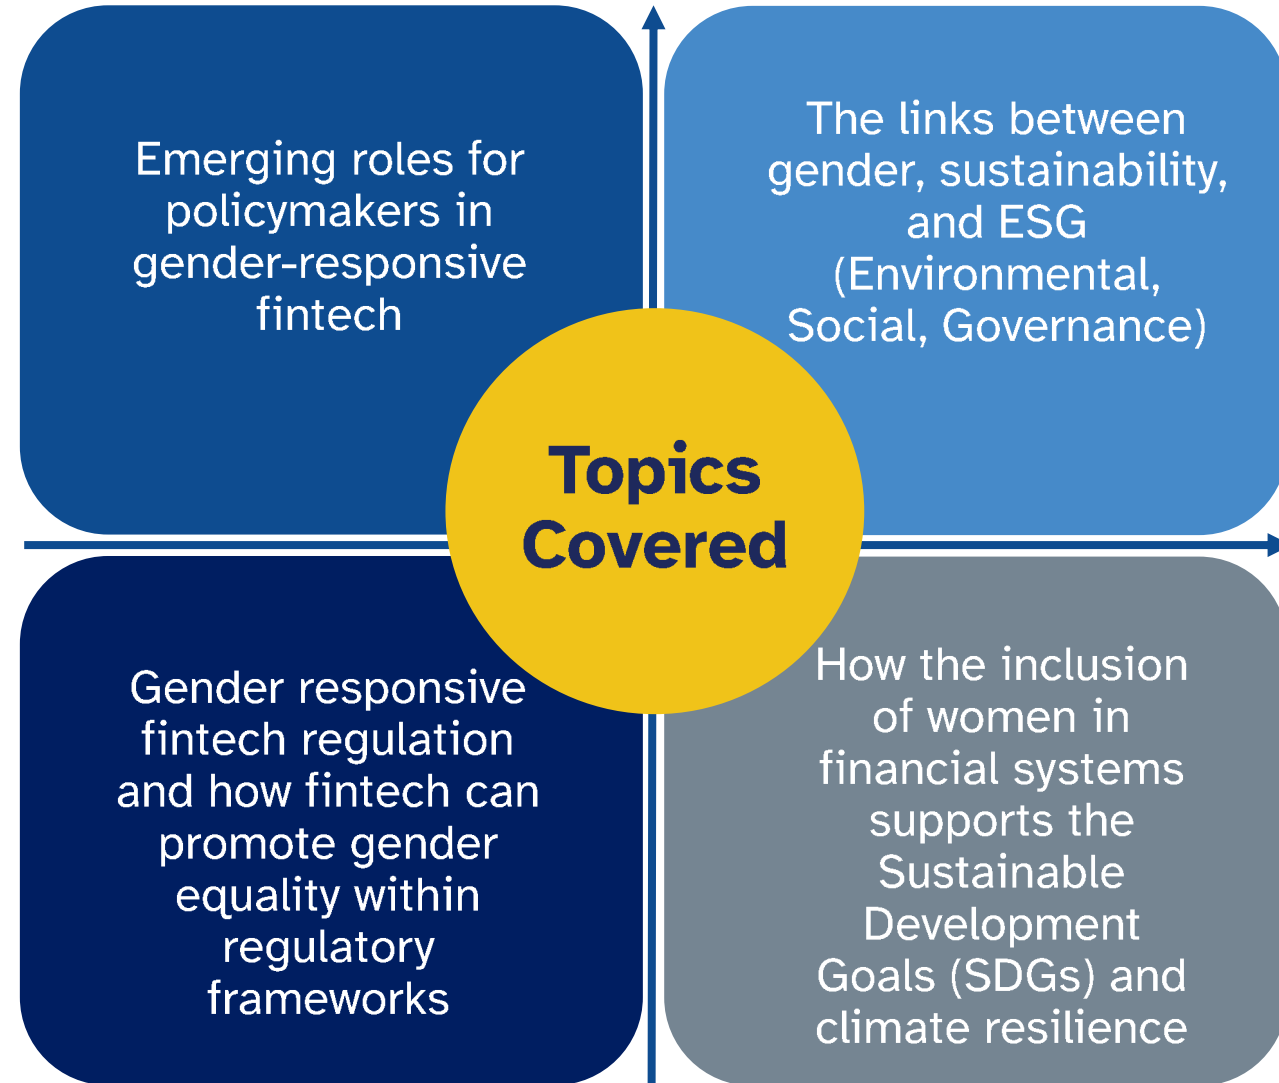 Emerging roles for
policymakers in
gender-responsive
fintech
The links between
gender, sustainability,
and ESG
(Environmental,
Social, Governance)
Topics
Covered
Gender responsive
fintech regulation
and how fintech can
promote gender
equality within
regulatory
frameworks
How the inclusion
of women in
financial systems
supports the
Sustainable
Development
Goals (SDGs) and
climate resilience